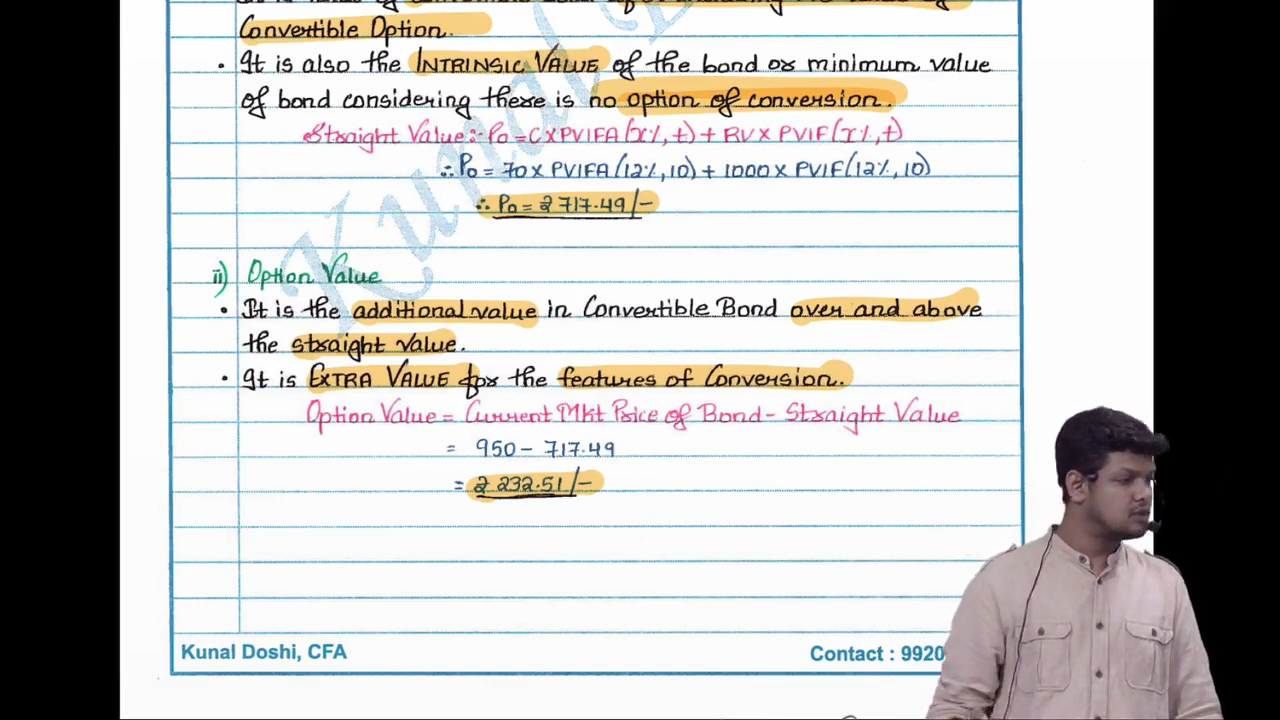 Convertible Option.
• It is also the INTRINSIC VALUE of the bond or minimum value
of bond considering there is no option of conversion.
Straight Value:- P0 = C x PVIFA(r%, t) + RV x PVIF(r%, t)
∴ P0 = 70 x PVIFA(12%, 10) + 1000 x PVIF(12%, 10)
∴ P0 = ₹ 717.49/-
ii) Option Value
• It is the additional value in Convertible Bond over and above
the straight value.
• It is EXTRA VALUE for the features of Conversion.
Option Value = Current Mkt Price of Bond - Straight Value
= 950 - 717.49
= ₹ 232.51/-
Kunal Doshi, CFA
Contact : 9920